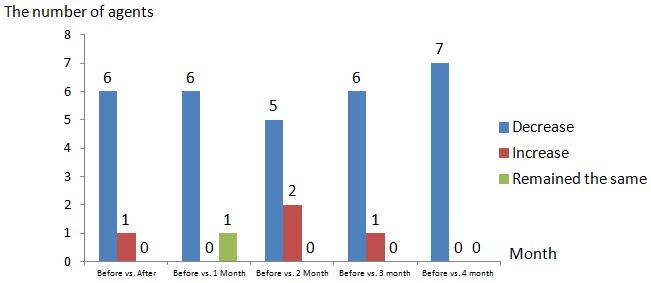 The number of agents
8
7
6
5
4
3
2
1
0
6 1 0
6 0 1
5 2 0
6 1 0
7 0 0
Before vs. After Before vs. 1 Month Before vs. 2 Month Before vs. 3 month Before vs. 4 month
Month
Decrease
Increase
Remained the same